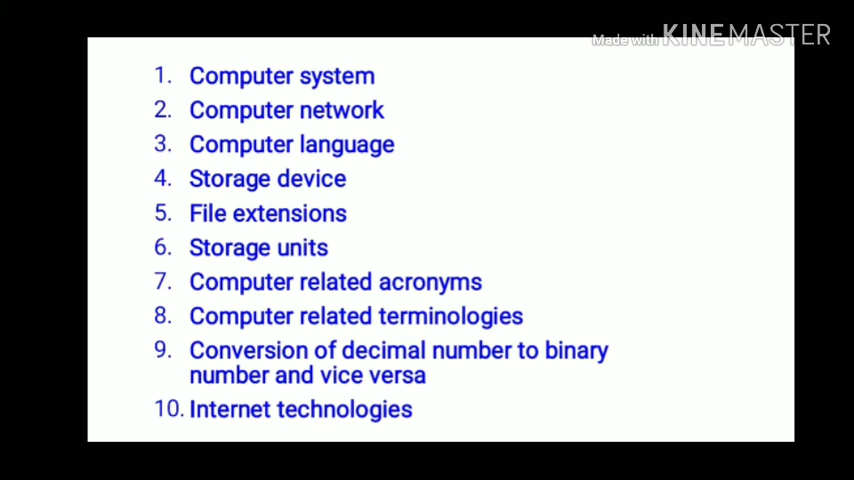 Made with KINEMASTER
1. Computer system
2. Computer network
3. Computer language
4. Storage device
5. File extensions
6. Storage units
7. Computer related acronyms
8. Computer related terminologies
9. Conversion of decimal number to binary
number and vice versa
10. Internet technologies